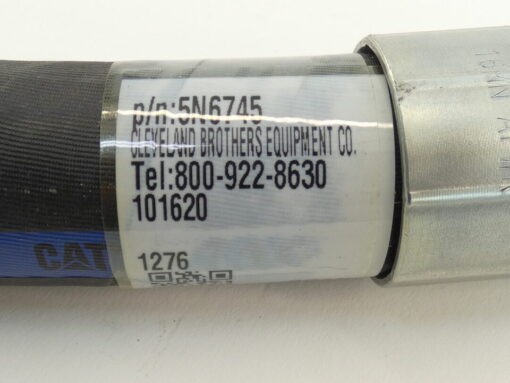 p/n:5N6745
CLEVELAND BROTHERS EQUIPMENT CO.
Tel:800-922-8630
101620
1276
CAT